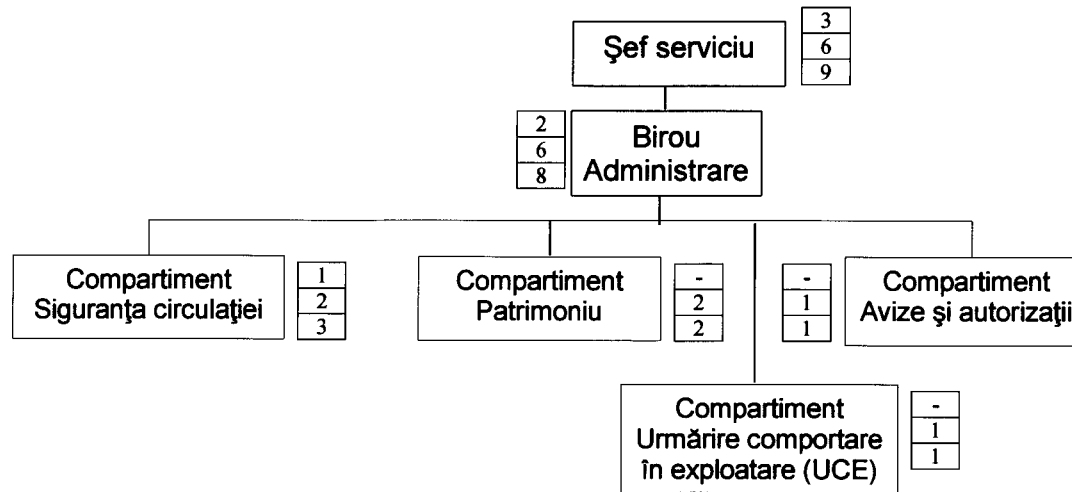 Şef serviciu
3
6
9
2
6
8
Birou
Administrare
Compartiment
Siguranţa circulaţiei
1
2
3
Compartiment
Patrimoniu
-
2
2
-
1
1
Compartiment
Avize şi autorizaţii
Compartiment
Urmărire comportare
în exploatare (UCE)
-
1
1